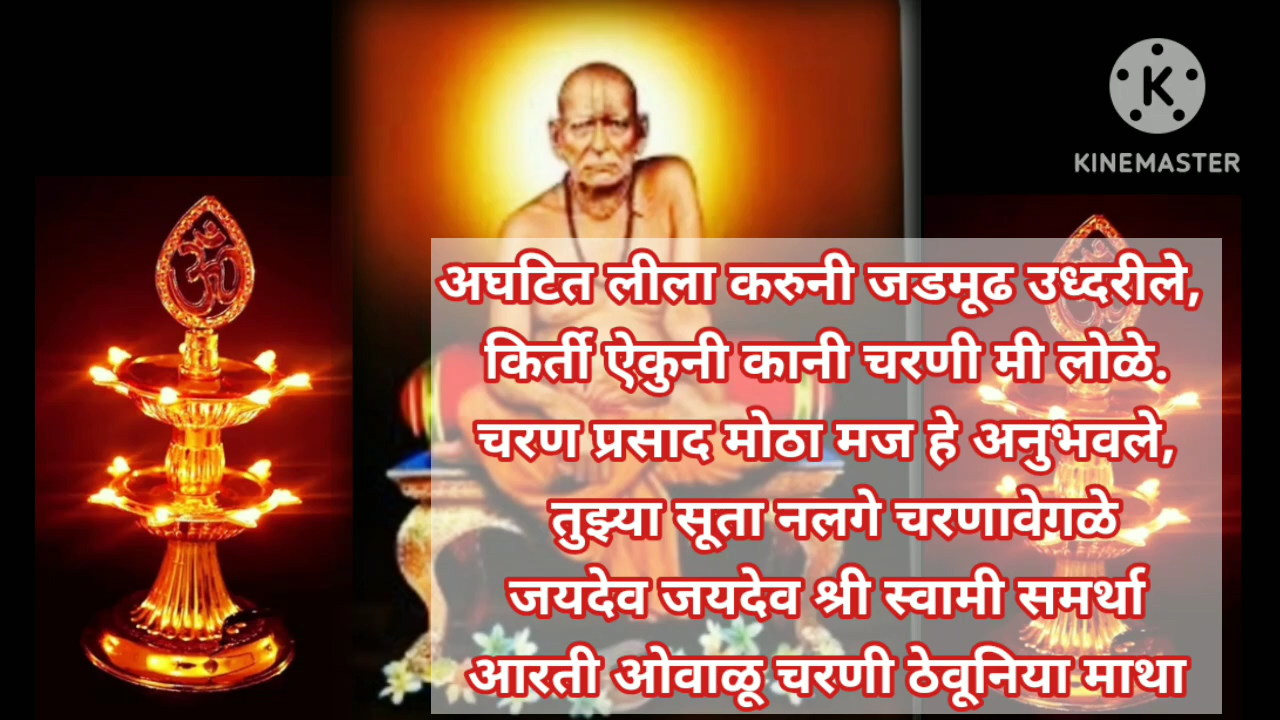 K
KINEMASTER
अघटित लीला करुनी जडमूढ उध्दरीले,
किर्ती ऐकुनी कानी चरणी मी लोळे.
चरण प्रसाद मोठा मज हे अनुभवले,
तुझ्या सूता नलगे चरणावेगळे
जयदेव जयदेव श्री स्वामी समर्था
आरती ओवाळू चरणी ठेवूनिया माथा